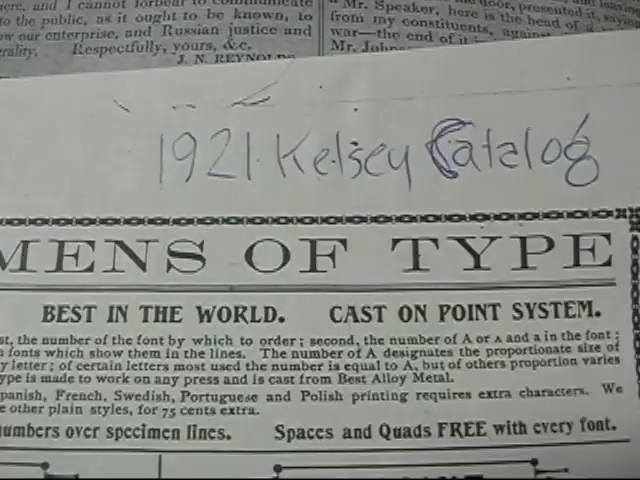 ere, and I cannot forbear to communicate
to the public, as it ought to be known, to
our enterprise, and Russian justice and
Respectfully, yours, &c.
J. N. REYNOLDS
door, presented it, saying
"Mr. Speaker, here is the head of
from my constituents, against
war—the end of it
Mr. John
1921 Kelsey Catalog
MENS OF TYPE
BEST IN THE WORLD. CAST ON POINT SYSTEM.
st, the number of the font by which to order; second, the number of A or A and a in the font;
fonts which show them in the lines. The number of A designates the proportionate size of
y letter; of certain letters most used the number is equal to A, but of others proportion varies
ype is made to work on any press and is cast from Best Alloy Metal.
panish, French, Swedish, Portuguese and Polish printing requires extra characters. We
e other plain styles, for 75 cents extra.
numbers over specimen lines. Spaces and Quads FREE with every font.